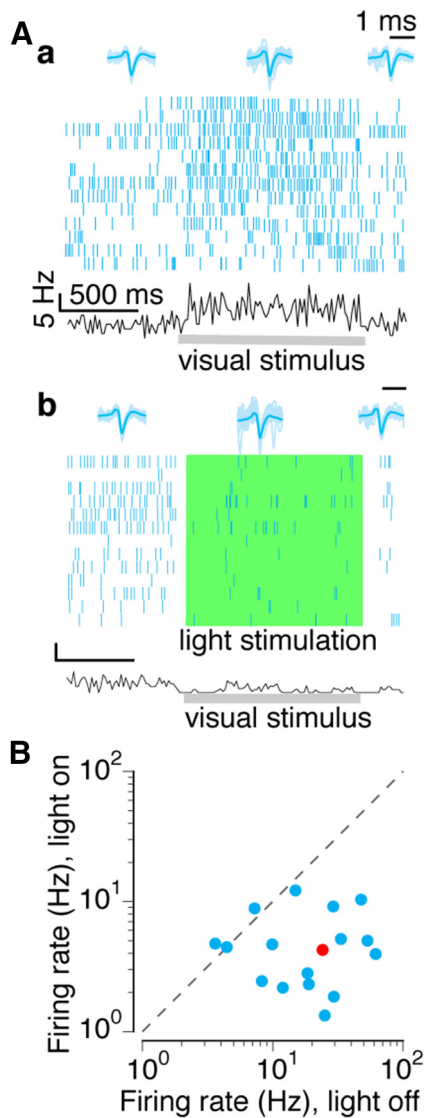 A
1 ms
a
5 Hz
500 ms
visual stimulus
b
light stimulation
visual stimulus
B
Firing rate (Hz), light on
10²
10¹
10⁰
10⁰
10¹
10²
Firing rate (Hz), light off